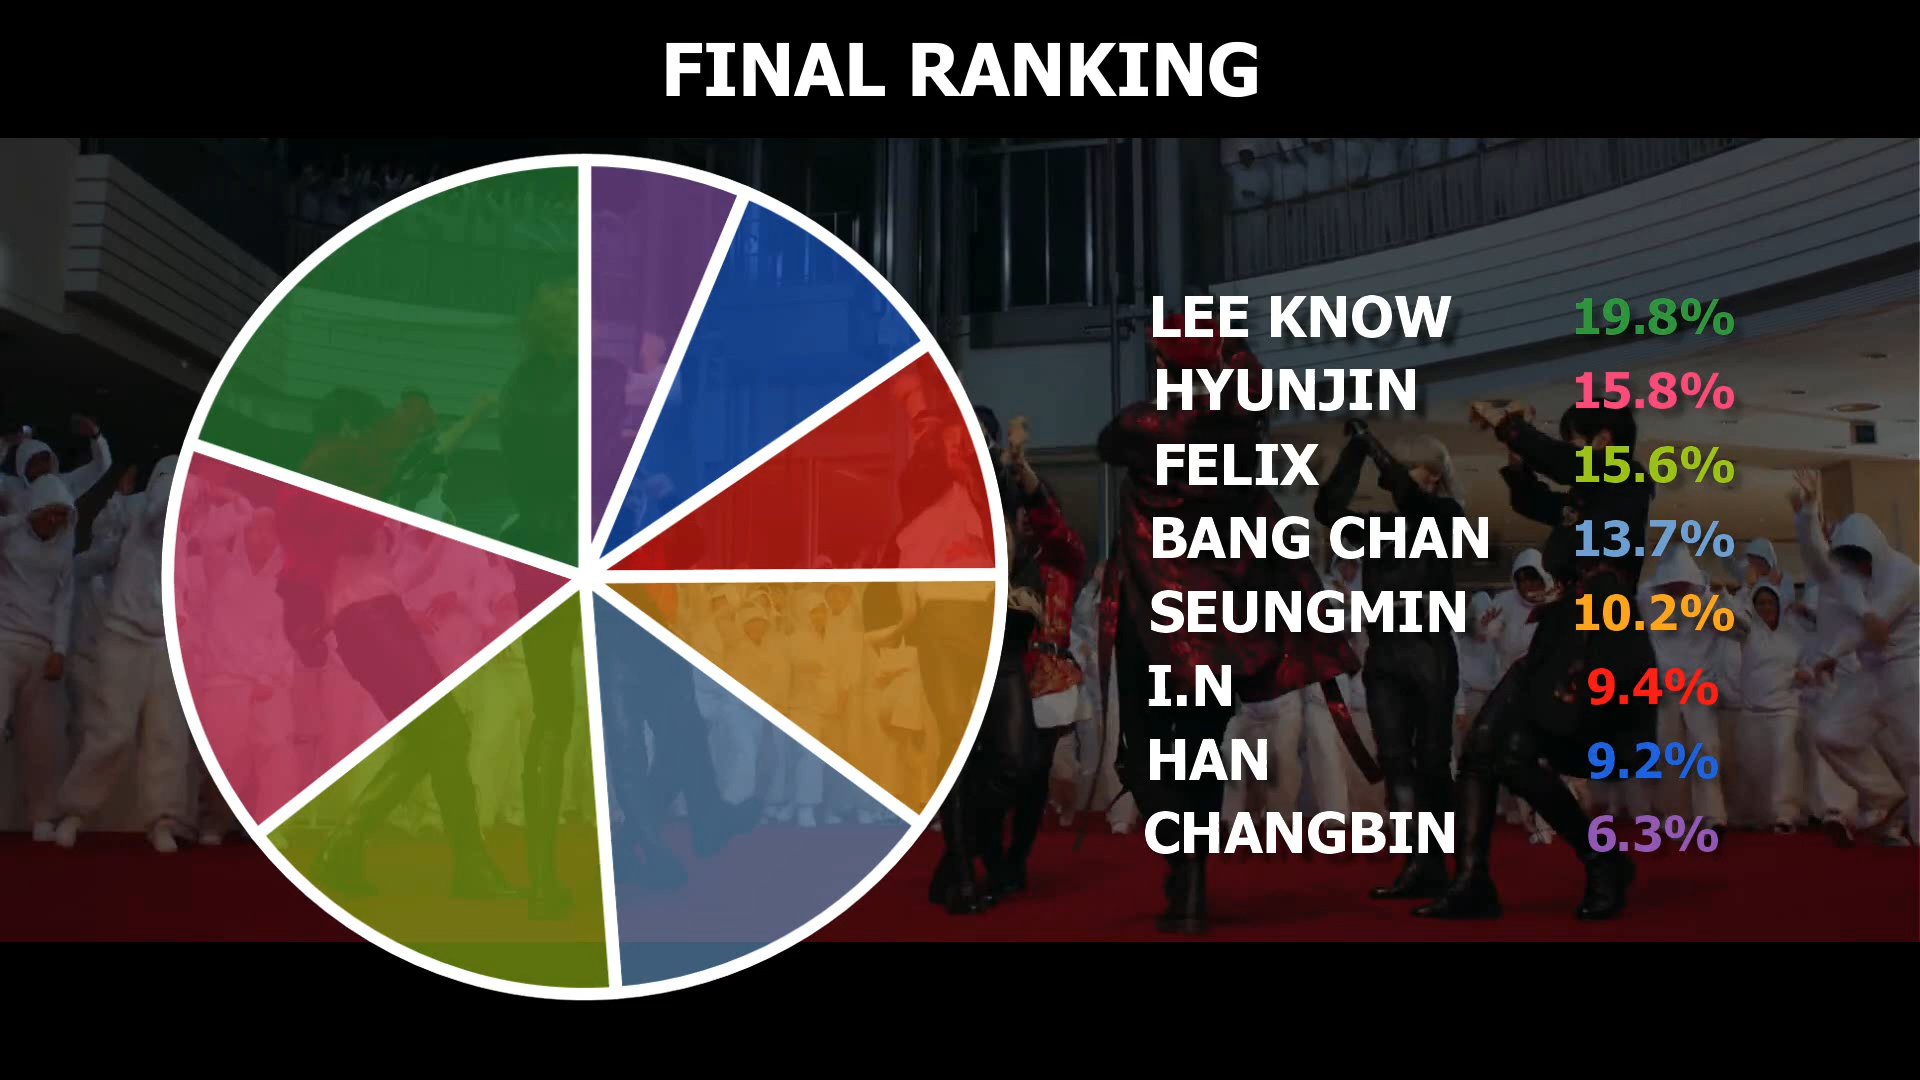 FINAL RANKING
LEE KNOW 19.8%
HYUNJIN 15.8%
FELIX 15.6%
BANG CHAN 13.7%
SEUNGMIN 10.2%
I.N 9.4%
HAN 9.2%
CHANGBIN 6.3%